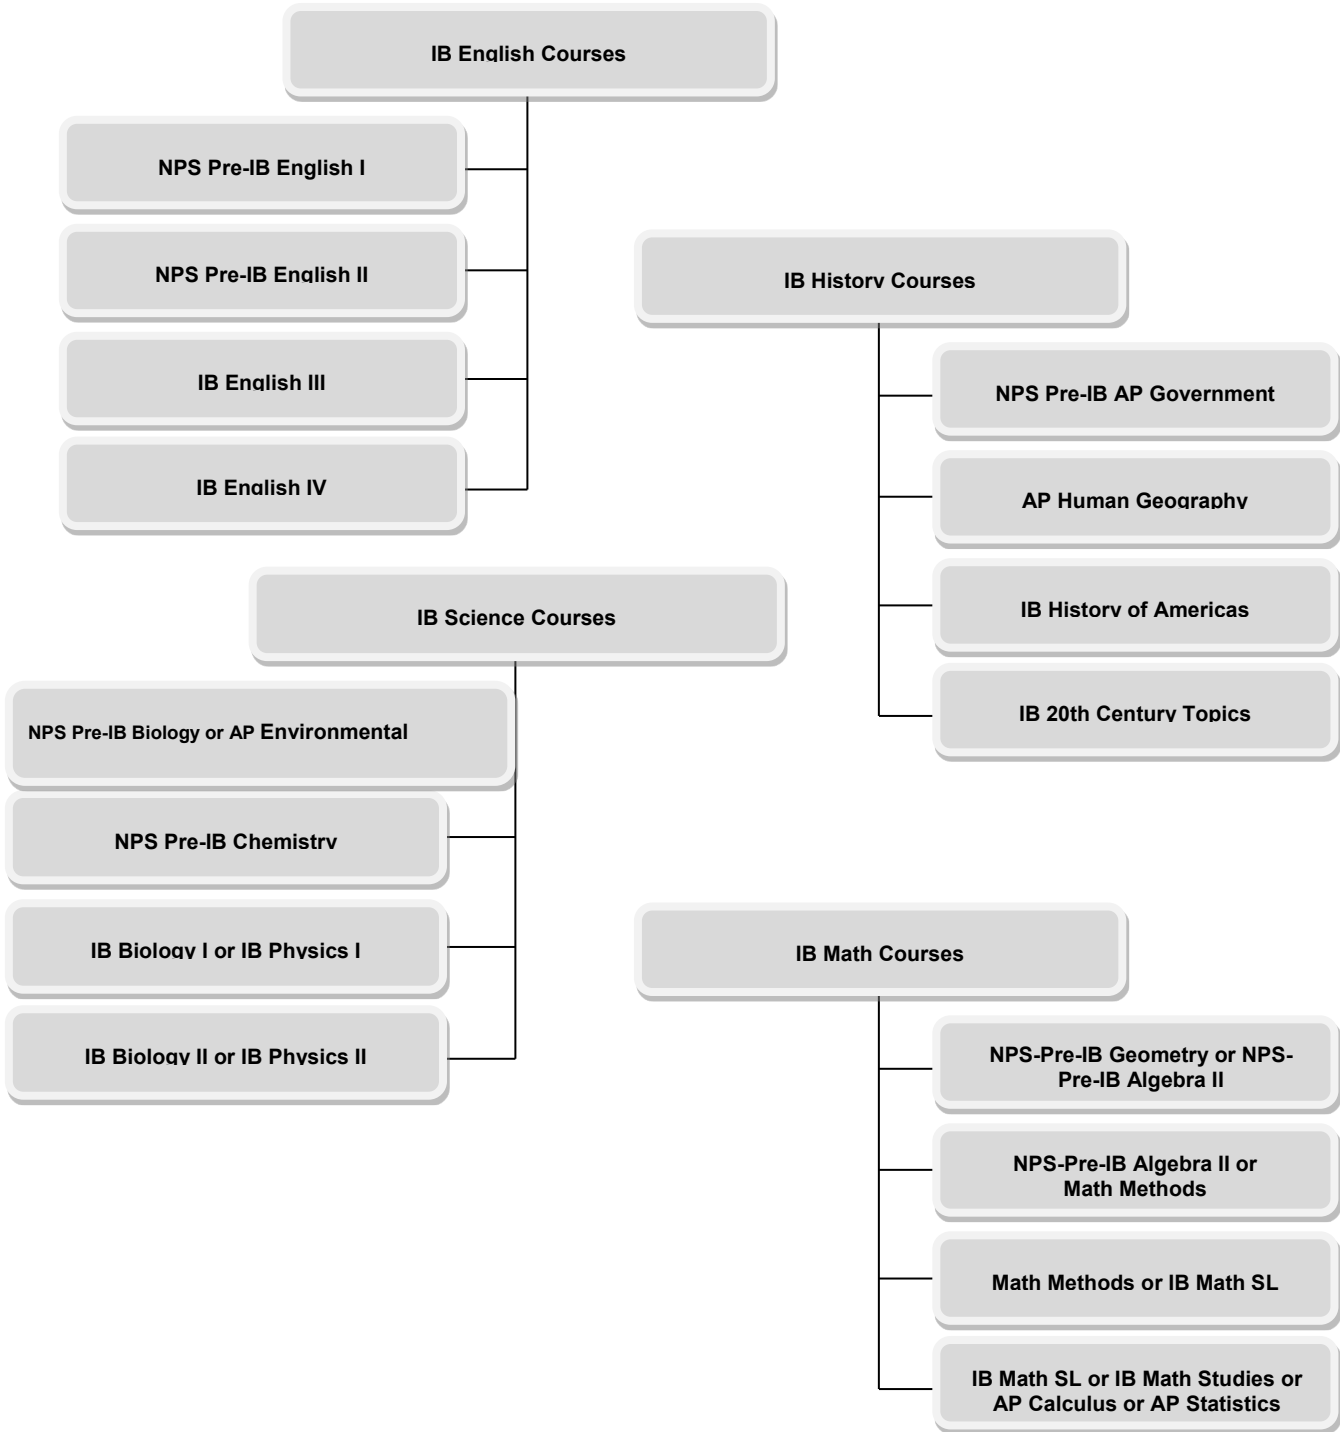 IB English Courses
NPS Pre-IB English I
NPS Pre-IB English II
IB English III
IB English IV
IB History Courses
NPS Pre-IB AP Government
AP Human Geography
IB History of Americas
IB 20th Century Topics
IB Science Courses
NPS Pre-IB Biology or AP Environmental
NPS Pre-IB Chemistry
IB Biology I or IB Physics I
IB Biology II or IB Physics II
IB Math Courses
NPS-Pre-IB Geometry or NPS-
Pre-IB Algebra II
NPS-Pre-IB Algebra II or
Math Methods
Math Methods or IB Math SL
IB Math SL or IB Math Studies or
AP Calculus or AP Statistics